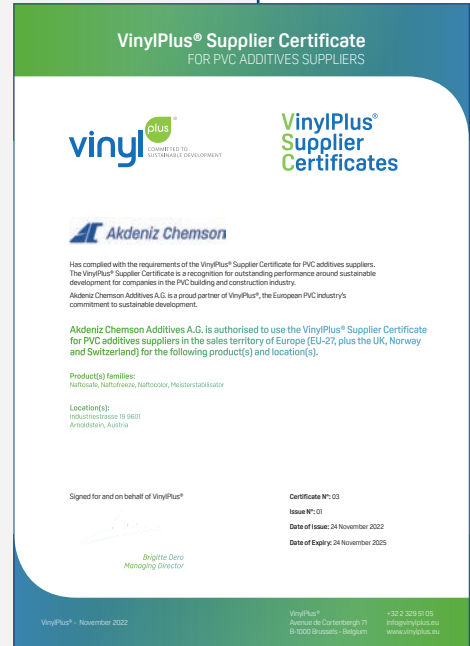 VinylPlus® Supplier Certificate
FOR PVC ADDITIVES SUPPLIERS
vinyl plus®
COMMITTED TO
SUSTAINABLE DEVELOPMENT
VinylPlus®
Supplier
Certificates
Akdeniz Chemson
Has complied with the requirements of the VinylPlus® Supplier Certificate for PVC additives suppliers.
The VinylPlus® Supplier Certificate is a recognition for outstanding performance around sustainable
development for companies in the PVC building and construction industry.
Akdeniz Chemson Additives A.G. is a proud partner of VinylPlus®, the European PVC industry's
commitment to sustainable development.
Akdeniz Chemson Additives A.G. is authorised to use the VinylPlus® Supplier Certificate
for PVC additives suppliers in the sales territory of Europe (EU-27, plus the UK, Norway
and Switzerland) for the following product(s) and location(s).
Product(s) families:
Naftosafe, Naftofreeze, Naftocolor, Meisterstabilisator
Location(s):
Industriestrasse 19 9601
Arnoldstein, Austria
Signed for and on behalf of VinylPlus®
Brigitte Dero
Managing Director
Certificate N°: 03
Issue N°: 01
Date of Issue: 24 November 2022
Date of Expiry: 24 November 2025
VinylPlus® - November 2022
VinylPlus®
Avenue de Cortenbergh 71
B-1000 Brussels - Belgium
+32 2 329 51 05
info@vinylplus.eu
www.vinylplus.eu